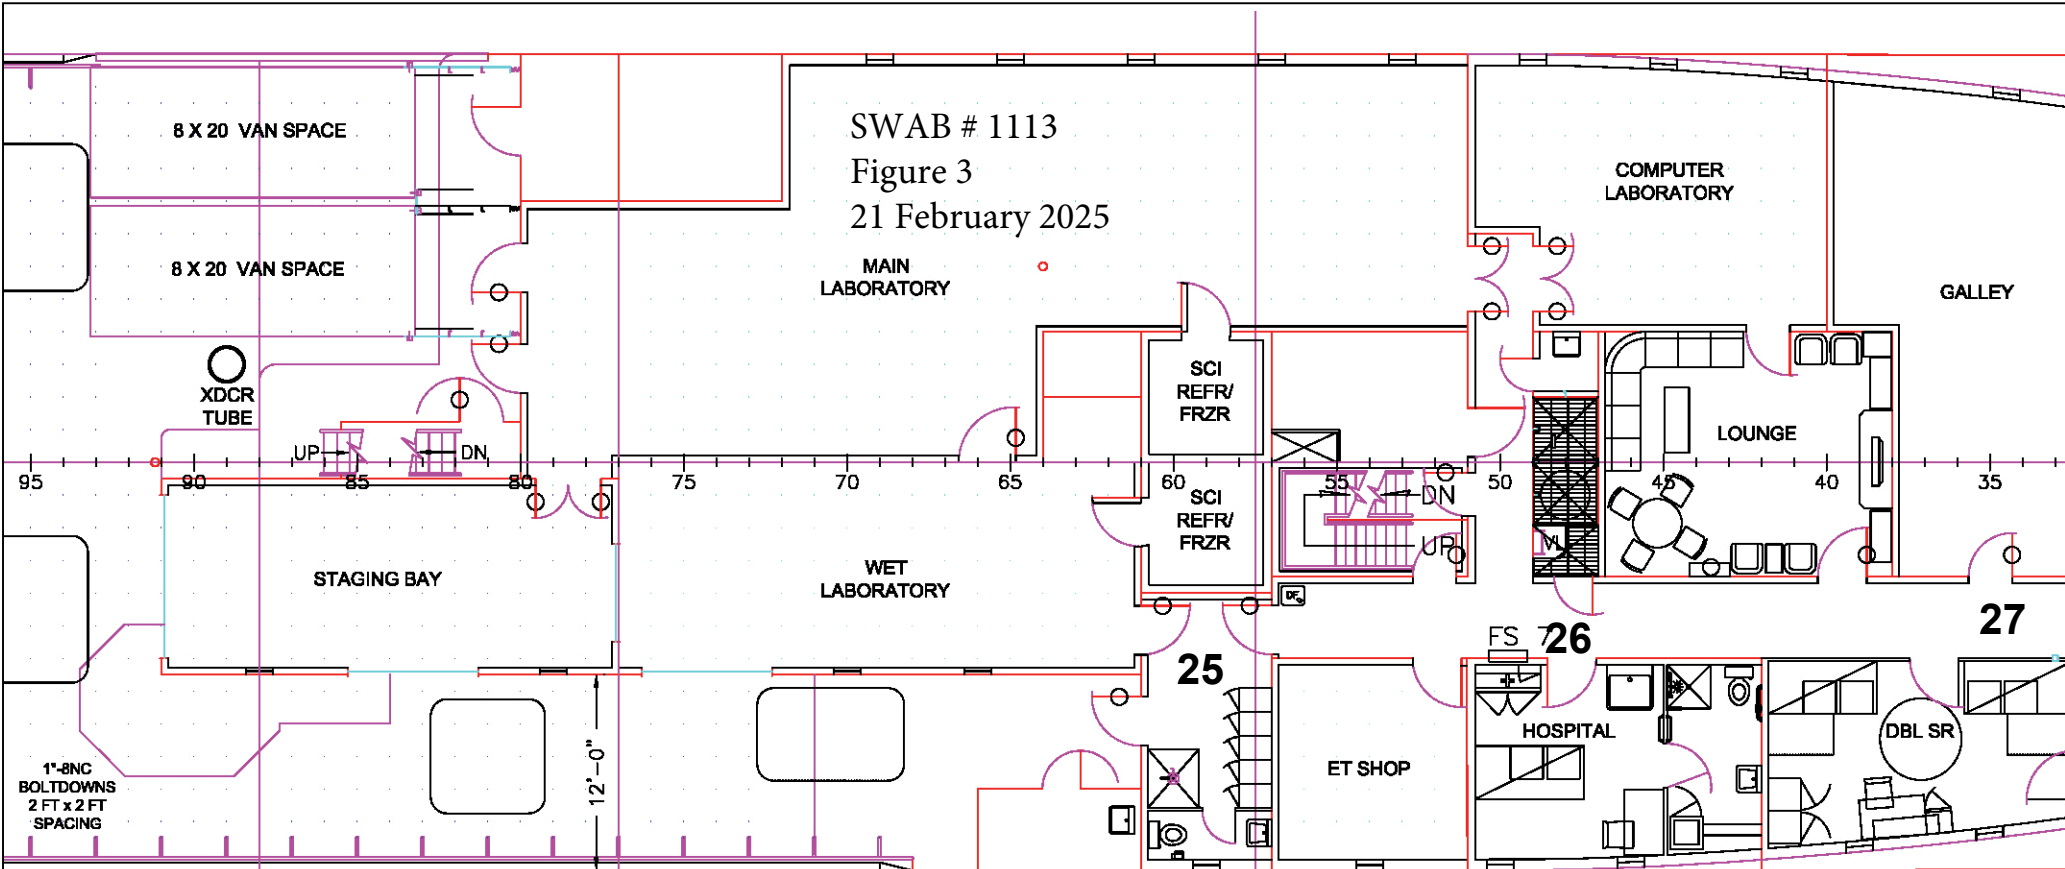 SWAB # 1113
Figure 3
21 February 2025
8 X 20 VAN SPACE
8 X 20 VAN SPACE
COMPUTER
LABORATORY
MAIN
LABORATORY
GALLEY
XDCR
TUBE
SCI
REFR/
FRZR
LOUNGE
UP
DN
95
90
85
80
75
70
65
60
55
50
45
40
35
SCI
REFR/
FRZR
DN
UP
VL
STAGING BAY
WET
LABORATORY
DF
FS 7
25
26
27
HOSPITAL
DBL SR
ET SHOP
12'-0"
1"-8NC
BOLTDOWNS
2 FT x 2 FT
SPACING